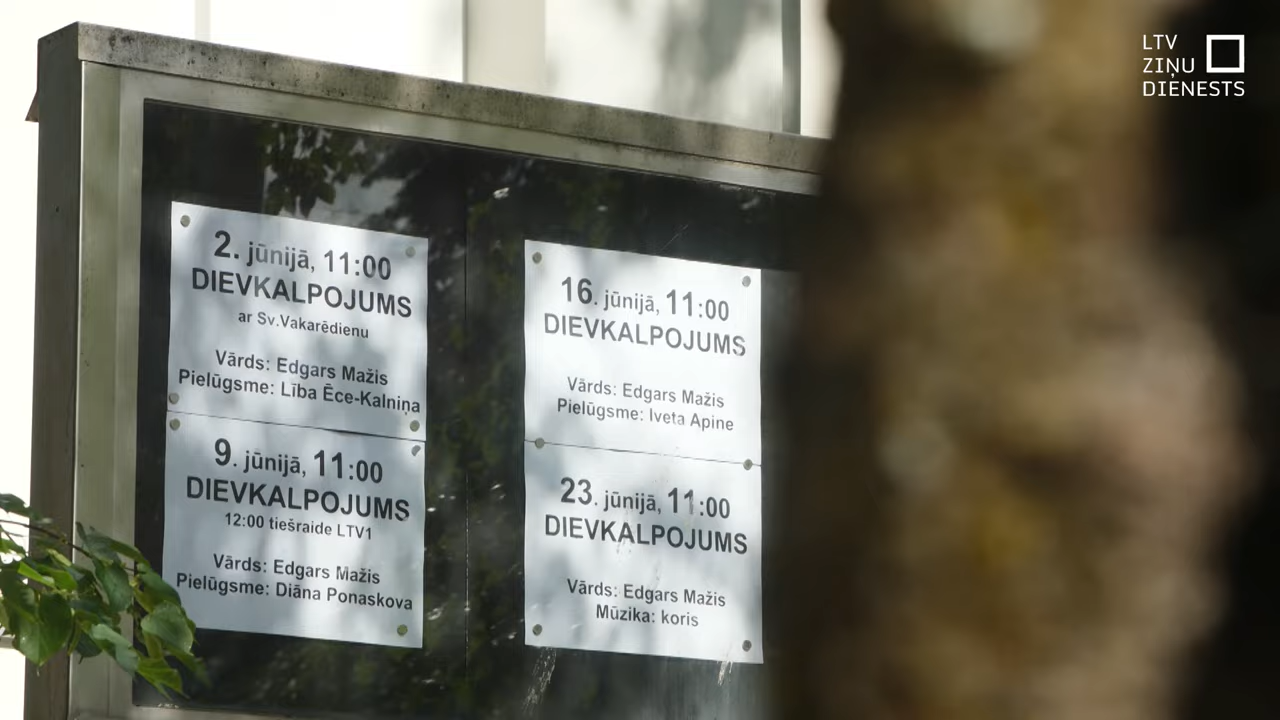 LTV
ZIŅU
DIENESTS
2. jūnijā, 11:00
DIEVKALPOJUMS
ar Sv.Vakarēdienu
Vārds: Edgars Mažis
Pielūgsme: Lība Ēce-Kalniņa
9. jūnijā, 11:00
DIEVKALPOJUMS
12:00 tiešraide LTV1
Vārds: Edgars Mažis
Pielūgsme: Diāna Ponaskova
16. jūnijā, 11:00
DIEVKALPOJUMS
Vārds: Edgars Mažis
Pielūgsme: Iveta Apine
23. jūnijā, 11:00
DIEVKALPOJUMS
Vārds: Edgars Mažis
Mūzika: koris